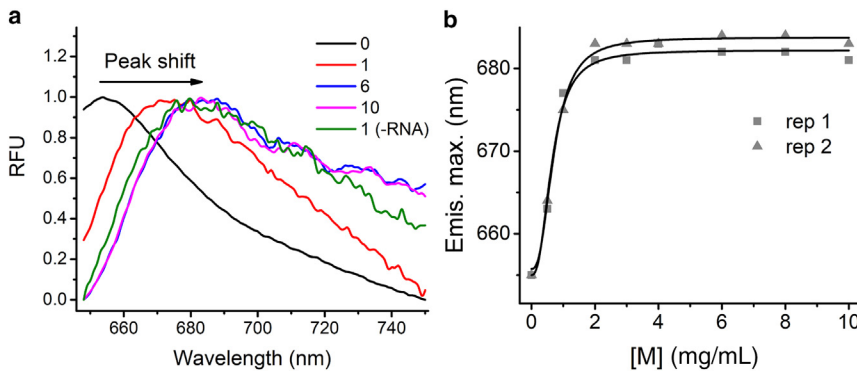 a
Peak shift
0
1
6
10
1 (-RNA)
1.2
1.0
0.8
0.6
0.4
0.2
0.0
RFU
660 680 700 720 740
Wavelength (nm)
b
680
670
660
Emis. max. (nm)
rep 1
rep 2
0 2 4 6 8 10
[M] (mg/mL)